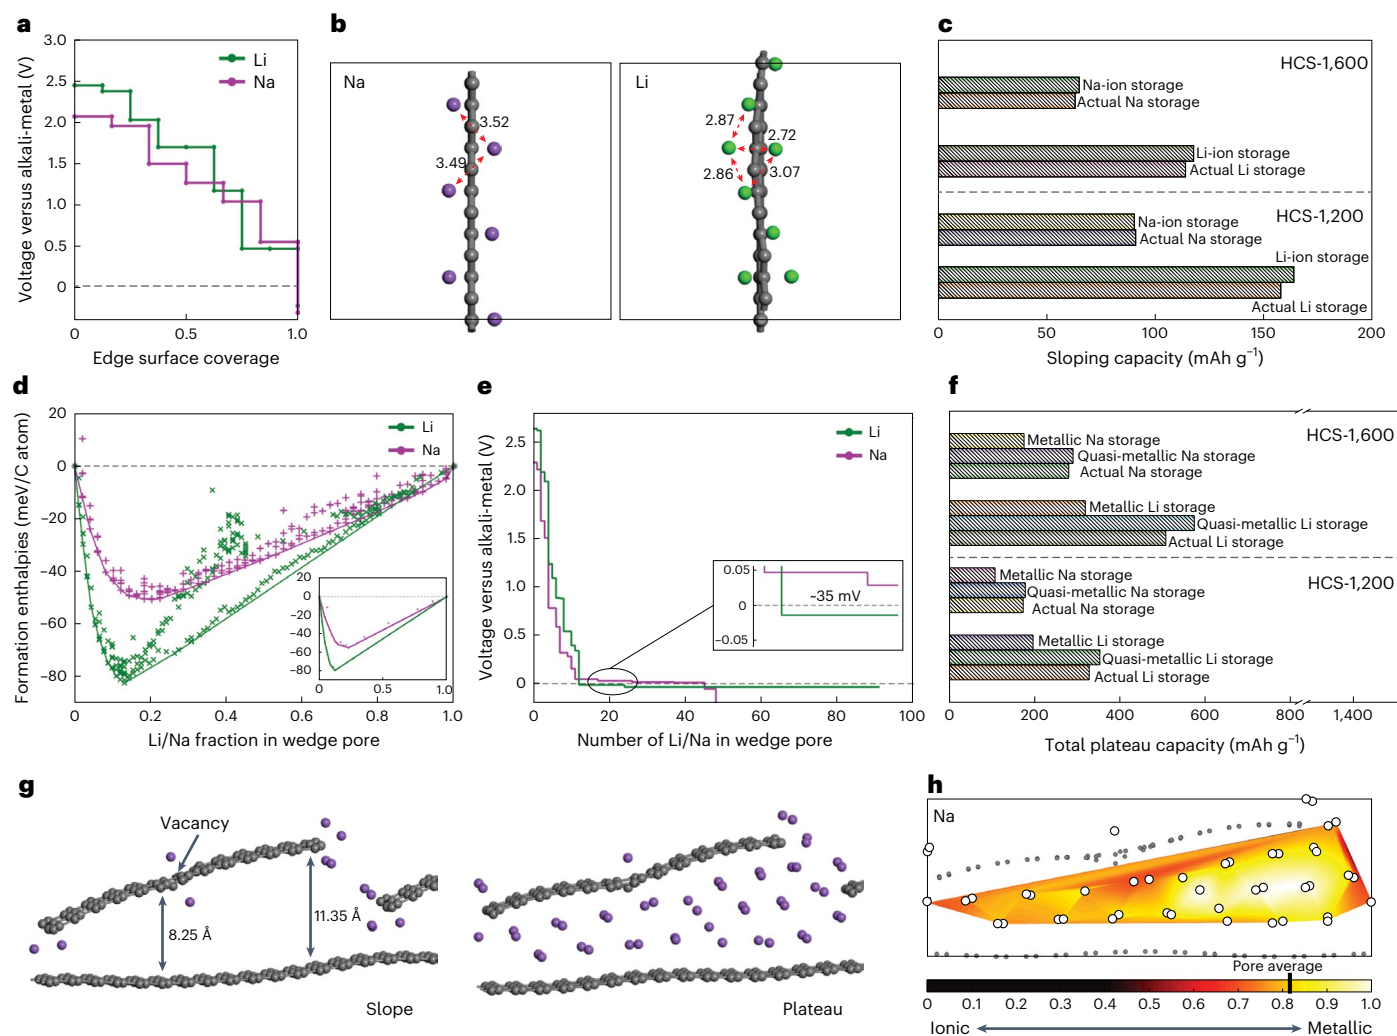 a
3.0
2.5
2.0
1.5
1.0
0.5
0
Voltage versus alkali-metal (V)
Li
Na
0
0.5
1.0
Edge surface coverage
b
Na
3.52
3.49
Li
2.87
2.72
2.86
3.07
c
HCS-1,600
Na-ion storage
Actual Na storage
Li-ion storage
Actual Li storage
HCS-1,200
Na-ion storage
Actual Na storage
Li-ion storage
Actual Li storage
0
50
100
150
200
Sloping capacity (mAh g⁻¹)
d
20
0
−20
−40
−60
−80
Formation enthalpies (meV/C atom)
Li
Na
20
0
−20
−40
−60
−80
0
0.5
1.0
0
0.2
0.4
0.6
0.8
1.0
Li/Na fraction in wedge pore
e
2.5
2.0
1.5
1.0
0.5
0
Voltage versus alkali-metal (V)
Li
Na
0.05
0
−0.05
~35 mV
0
20
40
60
80
100
Number of Li/Na in wedge pore
f
HCS-1,600
Metallic Na storage
Quasi-metallic Na storage
Actual Na storage
Metallic Li storage
Quasi-metallic Li storage
Actual Li storage
HCS-1,200
Metallic Na storage
Quasi-metallic Na storage
Actual Na storage
Metallic Li storage
Quasi-metallic Li storage
Actual Li storage
0
200
400
600
800
1,400
Total plateau capacity (mAh g⁻¹)
g
Vacancy
8.25 Å
11.35 Å
Slope
Plateau
h
Na
Pore average
0
0.1
0.2
0.3
0.4
0.5
0.6
0.7
0.8
0.9
1.0
Ionic
Metallic